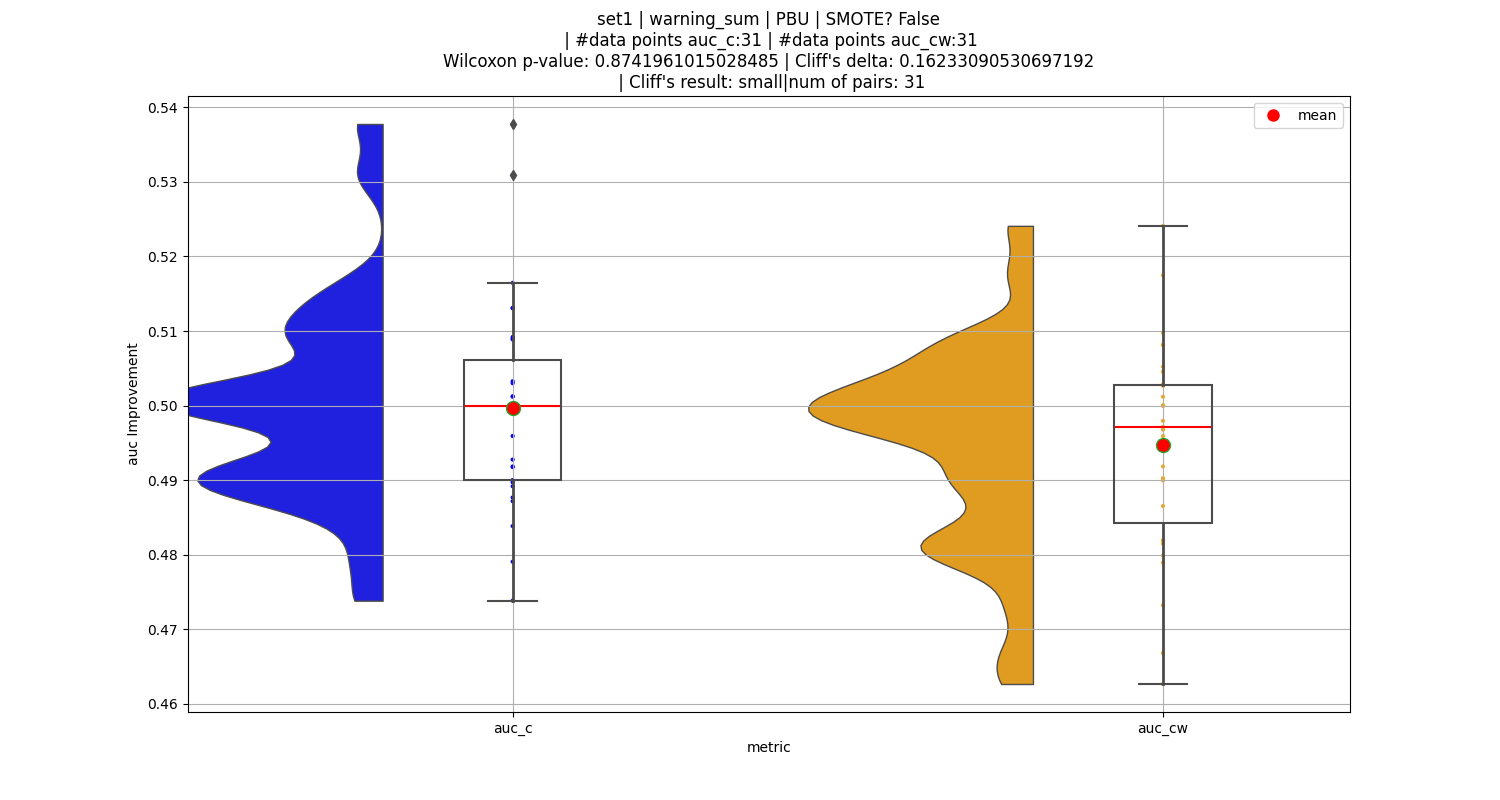 set1 | warning_sum | PBU | SMOTE? False
| #data points auc_c:31 | #data points auc_cw:31
Wilcoxon p-value: 0.8741961015028485 | Cliff's delta: 0.16233090530697192
| Cliff's result: small|num of pairs: 31
mean
auc Improvement
0.54
0.53
0.52
0.51
0.50
0.49
0.48
0.47
0.46
auc_c
auc_cw
metric